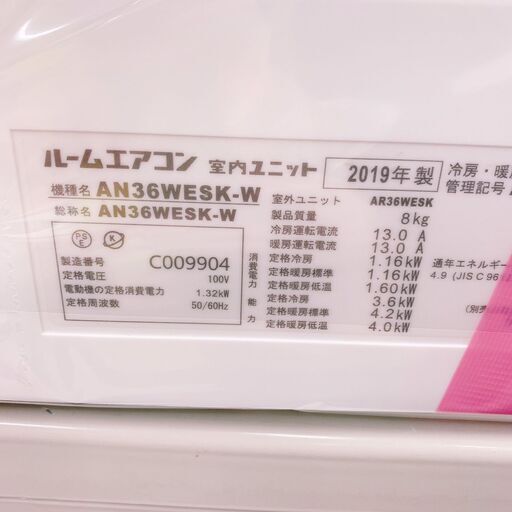 ルームエアコン 室内ユニット 2019年 製
機種名 AN36WESK-W
総称名 AN36WESK-W
製造番号 C009904
定格電圧 100V
電動機の定格消費電力 1.32kW
定格周波数 50/60Hz
室外ユニット AR36WESK
製品質量 8kg
冷房運転電流 13.0 A
暖房運転電流 13.0 A
消費電力
定格冷房 1.16kW
定格暖房標準 1.16kW
定格暖房低温 1.60kW
能力
定格冷房 3.6kW
定格暖房標準 4.2kW
定格暖房低温 4.0kW
冷房・暖
管理記号
通年エネルギー
4.9 (JIS C 96
(別売